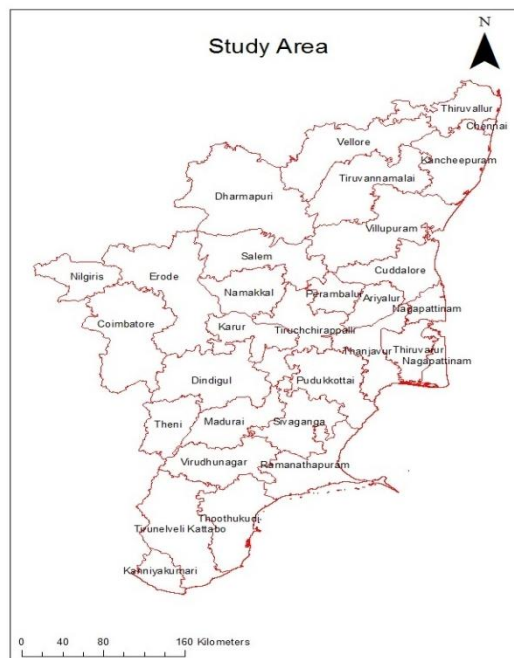 N
Study Area
Thiruvallur
Chennai
Vellore
Kancheepuram
Tiruvannamalai
Dharmapuri
Villupuram
Salem
Cuddalore
Nilgiris
Erode
Namakkal
Perambalur
Ariyalur
Nagapattinam
Coimbatore
Karur
Tiruchchirappalli
Thanjavur
Thiruvarur
Nagapattinam
Dindigul
Pudukkottai
Theni
Madurai
Sivaganga
Virudhunagar
Ramanathapuram
Thoothukudi
Tirunelveli Kattabo
Kanniyakumari
0 40 80 160 Kilometers